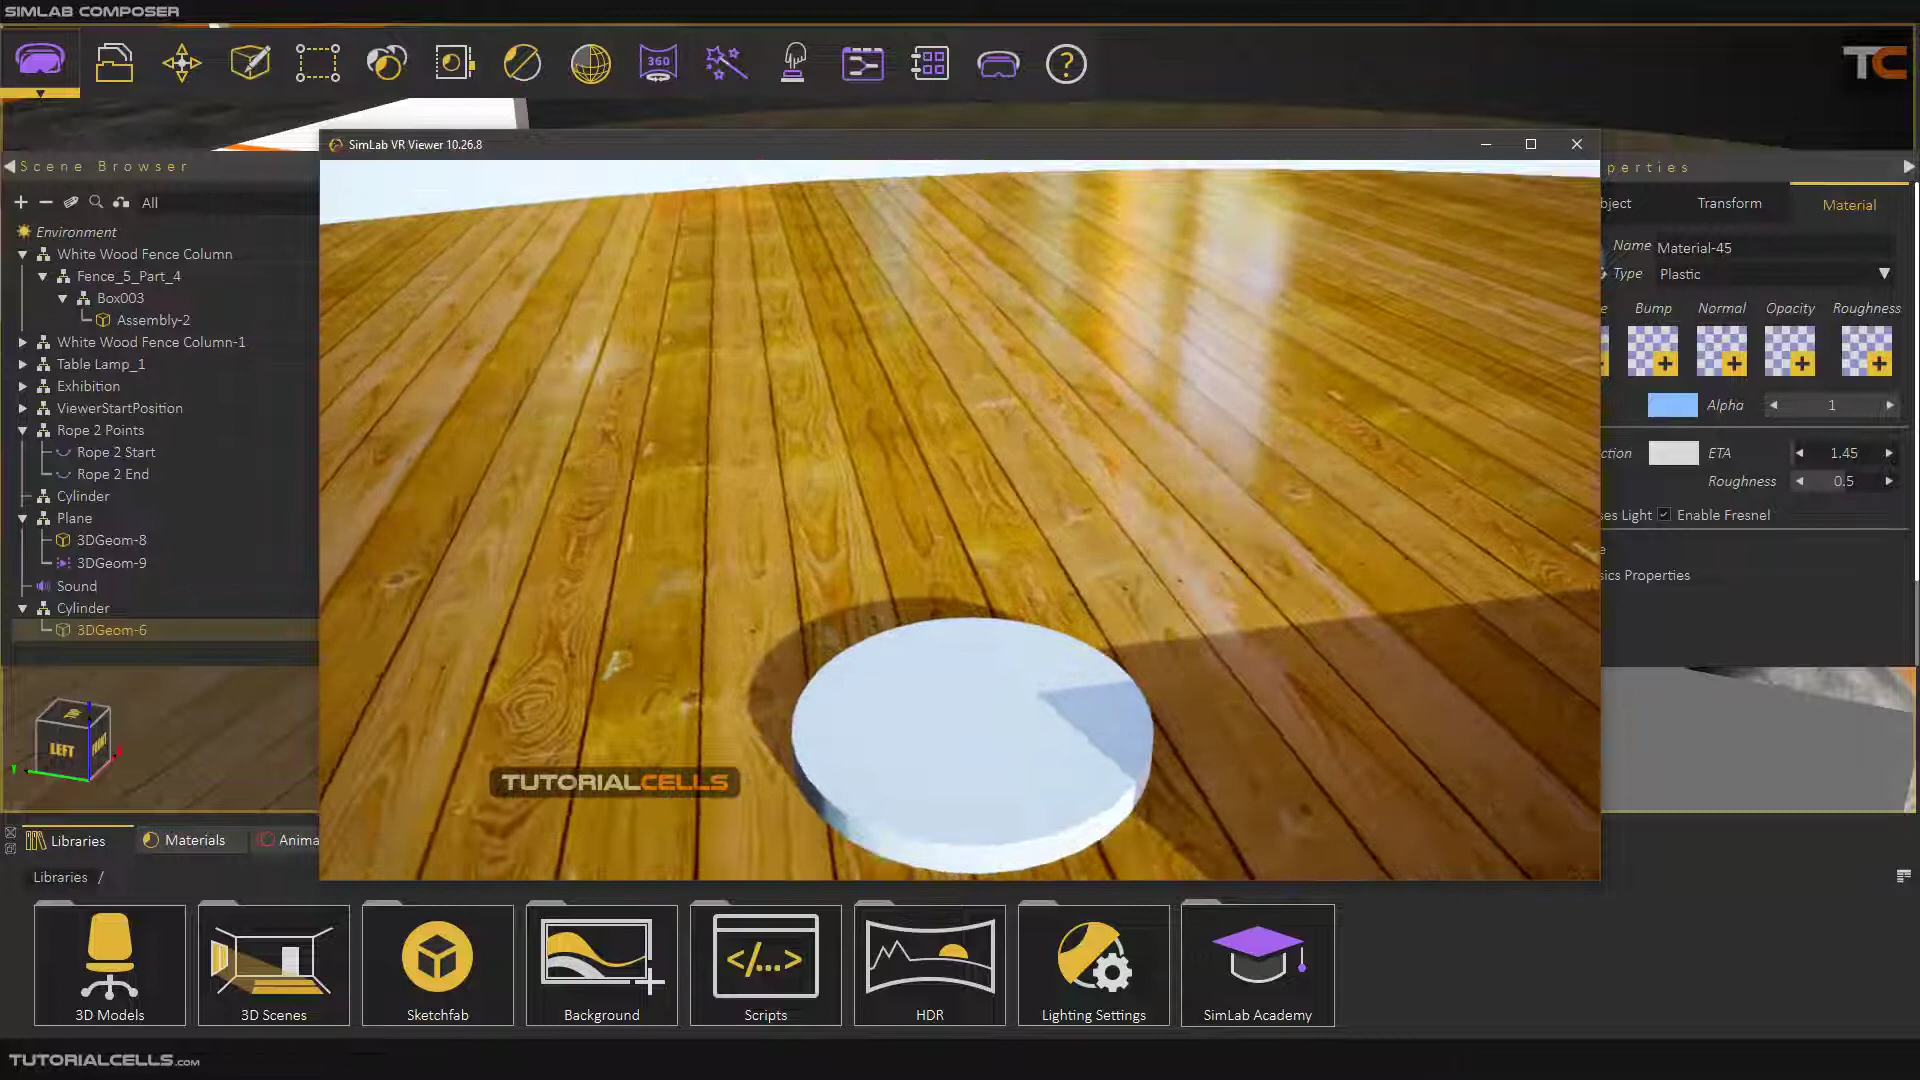 SIMLAB COMPOSER
360
?
TC
SimLab VR Viewer 10.26.8
Scene Browser
All
Environment
White Wood Fence Column
Fence_5_Part_4
Box003
Assembly-2
White Wood Fence Column-1
Table Lamp_1
Exhibition
ViewerStartPosition
Rope 2 Points
Rope 2 Start
Rope 2 End
Cylinder
Plane
3DGeom-8
3DGeom-9
Sound
Cylinder
3DGeom-6
perties
bject Transform Material
Name Material-45
Type Plastic
e Bump Normal Opacity Roughness
Alpha 1
ction ETA 1.45
Roughness 0.5
ses Light Enable Fresnel
e
sics Properties
LEFT
TUTORIALCELLS
Libraries Materials Anima
Libraries /
</...>
3D Models 3D Scenes Sketchfab Background Scripts HDR Lighting Settings SimLab Academy
TUTORIALCELLS.COM